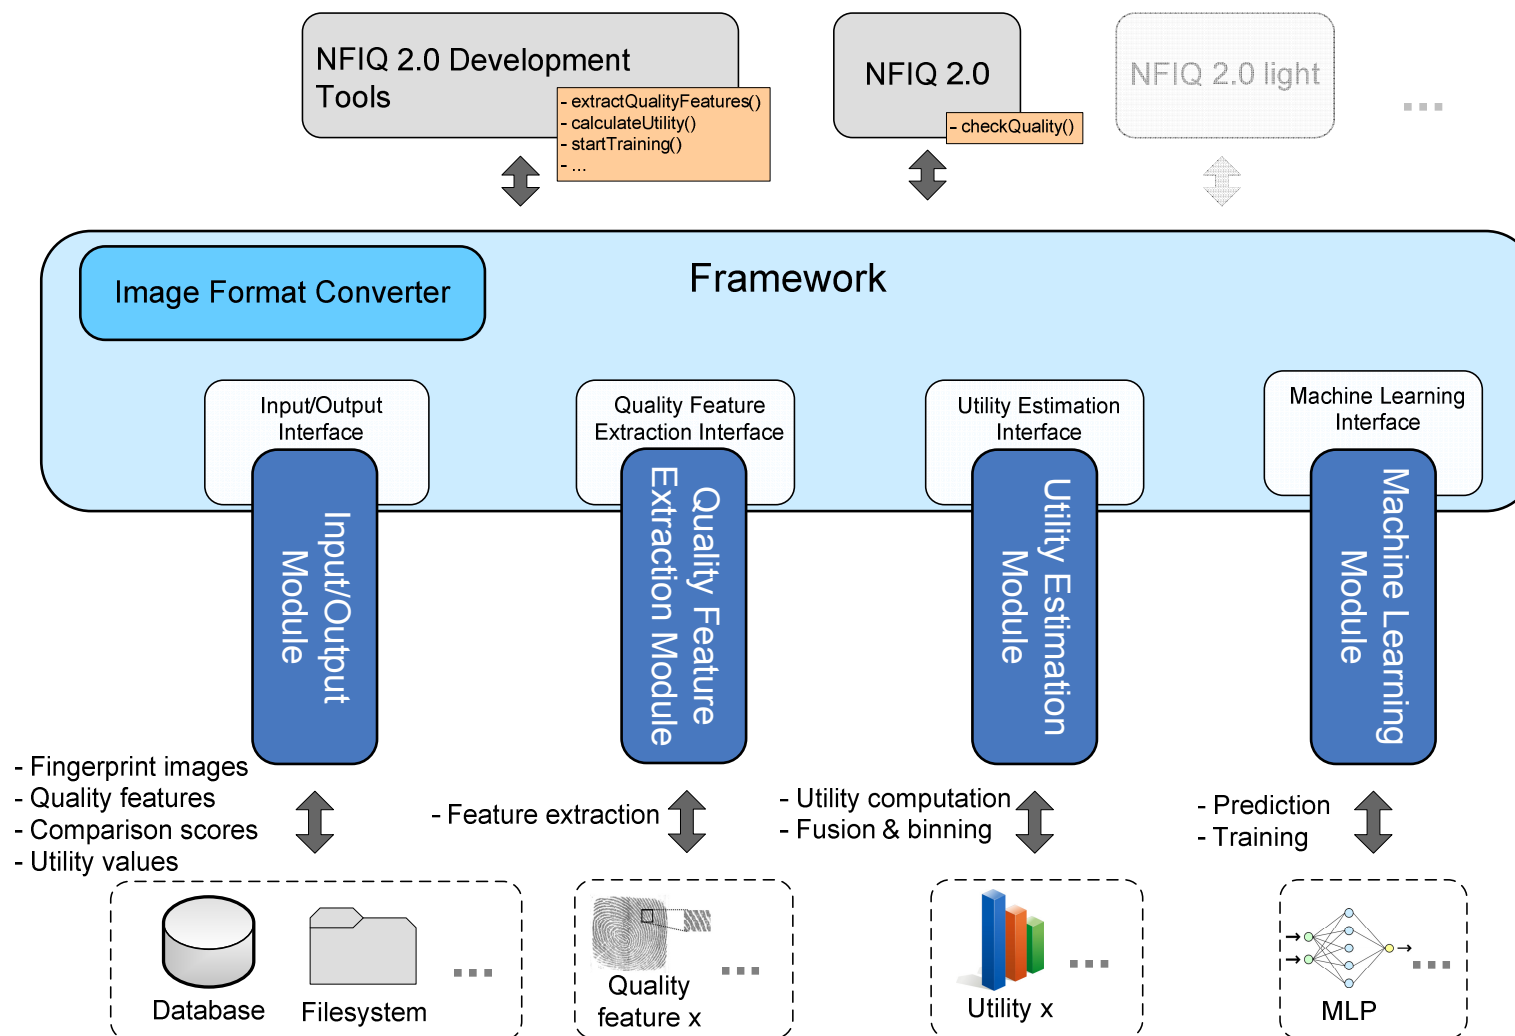 NFIQ 2.0 Development
Tools
- extractQualityFeatures()
- calculateUtility()
- startTraining()
- ...
NFIQ 2.0
- checkQuality()
NFIQ 2.0 light
...
Framework
Image Format Converter
Input/Output
Interface
Quality Feature
Extraction Interface
Utility Estimation
Interface
Machine Learning
Interface
Input/Output
Module
Quality Feature
Extraction Module
Utility Estimation
Module
Machine Learning
Module
- Fingerprint images
- Quality features
- Comparison scores
- Utility values
- Feature extraction
- Utility computation
- Fusion & binning
- Prediction
- Training
Database
Filesystem
...
Quality
feature x
...
Utility x
...
MLP
...